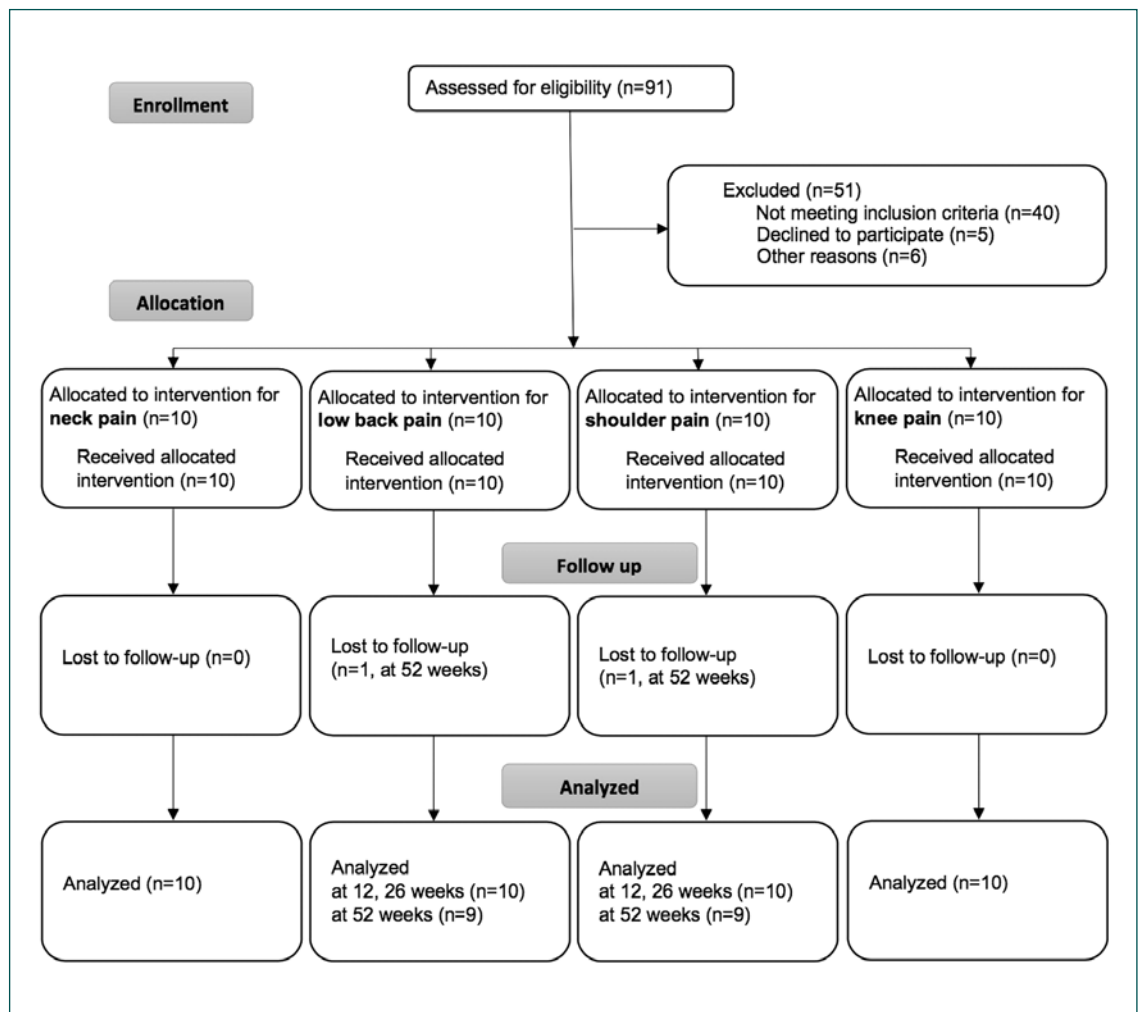 Enrollment
Assessed for eligibility (n=91)
Excluded (n=51)
Not meeting inclusion criteria (n=40)
Declined to participate (n=5)
Other reasons (n=6)
Allocation
Allocated to intervention for
neck pain (n=10)
Received allocated
intervention (n=10)
Allocated to intervention for
low back pain (n=10)
Received allocated
intervention (n=10)
Allocated to intervention for
shoulder pain (n=10)
Received allocated
intervention (n=10)
Allocated to intervention for
knee pain (n=10)
Received allocated
intervention (n=10)
Follow up
Lost to follow-up (n=0)
Lost to follow-up
(n=1, at 52 weeks)
Lost to follow-up
(n=1, at 52 weeks)
Lost to follow-up (n=0)
Analyzed
Analyzed (n=10)
Analyzed
at 12, 26 weeks (n=10)
at 52 weeks (n=9)
Analyzed
at 12, 26 weeks (n=10)
at 52 weeks (n=9)
Analyzed (n=10)